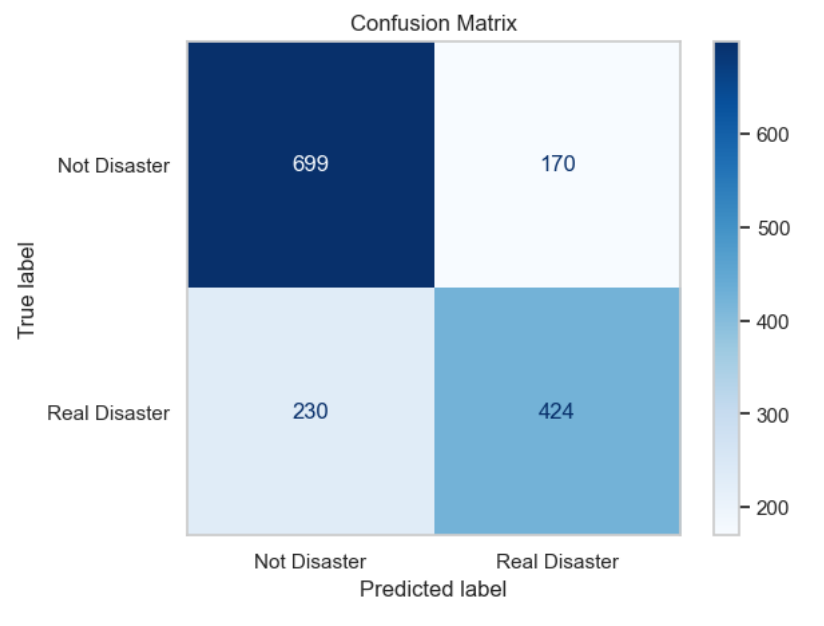 Confusion Matrix
Not Disaster
699
170
Real Disaster
230
424
True label
Not Disaster
Real Disaster
Predicted label
600
500
400
300
200